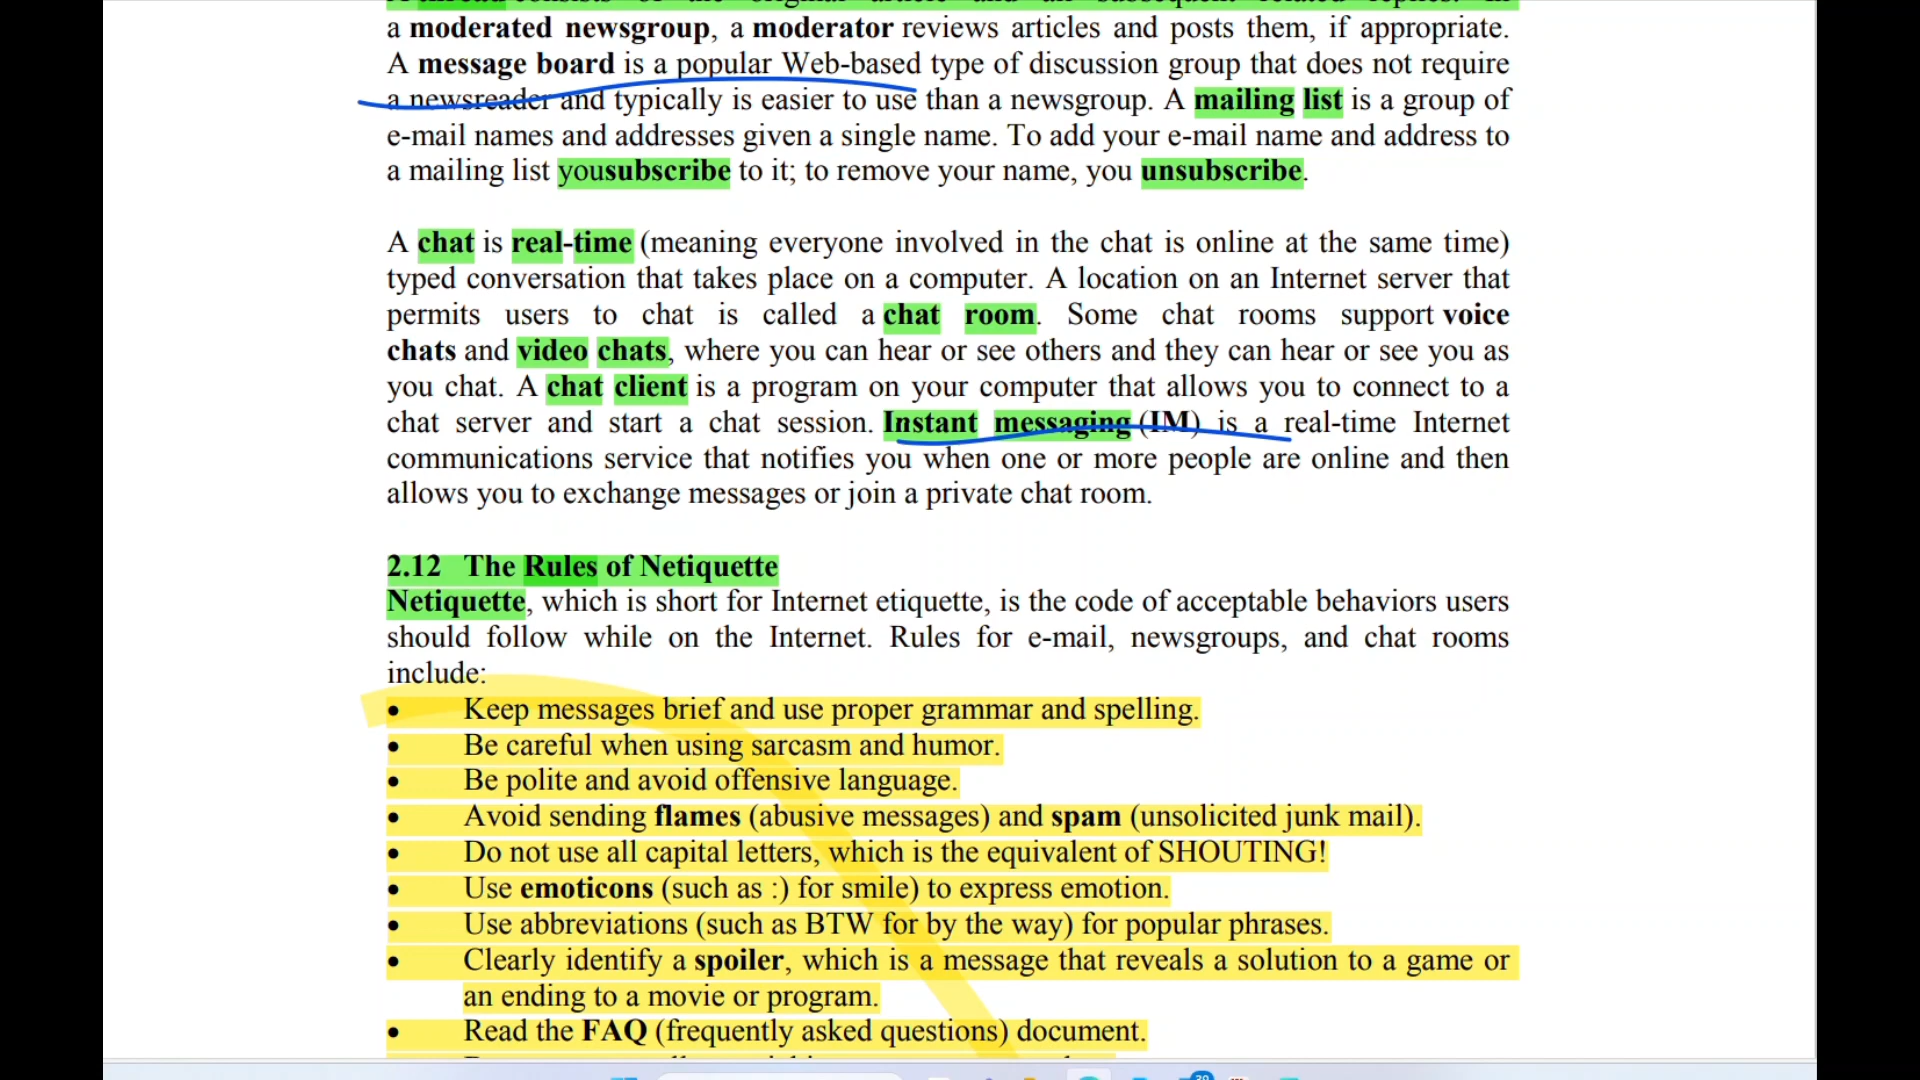 a moderated newsgroup, a moderator reviews articles and posts them, if appropriate.
A message board is a popular Web-based type of discussion group that does not require
a newsreader and typically is easier to use than a newsgroup. A mailing list is a group of
e-mail names and addresses given a single name. To add your e-mail name and address to
a mailing list yousubscribe to it; to remove your name, you unsubscribe.
A chat is real-time (meaning everyone involved in the chat is online at the same time)
typed conversation that takes place on a computer. A location on an Internet server that
permits users to chat is called a chat room. Some chat rooms support voice
chats and video chats, where you can hear or see others and they can hear or see you as
you chat. A chat client is a program on your computer that allows you to connect to a
chat server and start a chat session. Instant messaging (IM) is a real-time Internet
communications service that notifies you when one or more people are online and then
allows you to exchange messages or join a private chat room.
2.12 The Rules of Netiquette
Netiquette, which is short for Internet etiquette, is the code of acceptable behaviors users
should follow while on the Internet. Rules for e-mail, newsgroups, and chat rooms
include:
• Keep messages brief and use proper grammar and spelling.
• Be careful when using sarcasm and humor.
• Be polite and avoid offensive language.
• Avoid sending flames (abusive messages) and spam (unsolicited junk mail).
• Do not use all capital letters, which is the equivalent of SHOUTING!
• Use emoticons (such as :) for smile) to express emotion.
• Use abbreviations (such as BTW for by the way) for popular phrases.
• Clearly identify a spoiler, which is a message that reveals a solution to a game or
an ending to a movie or program.
• Read the FAQ (frequently asked questions) document.